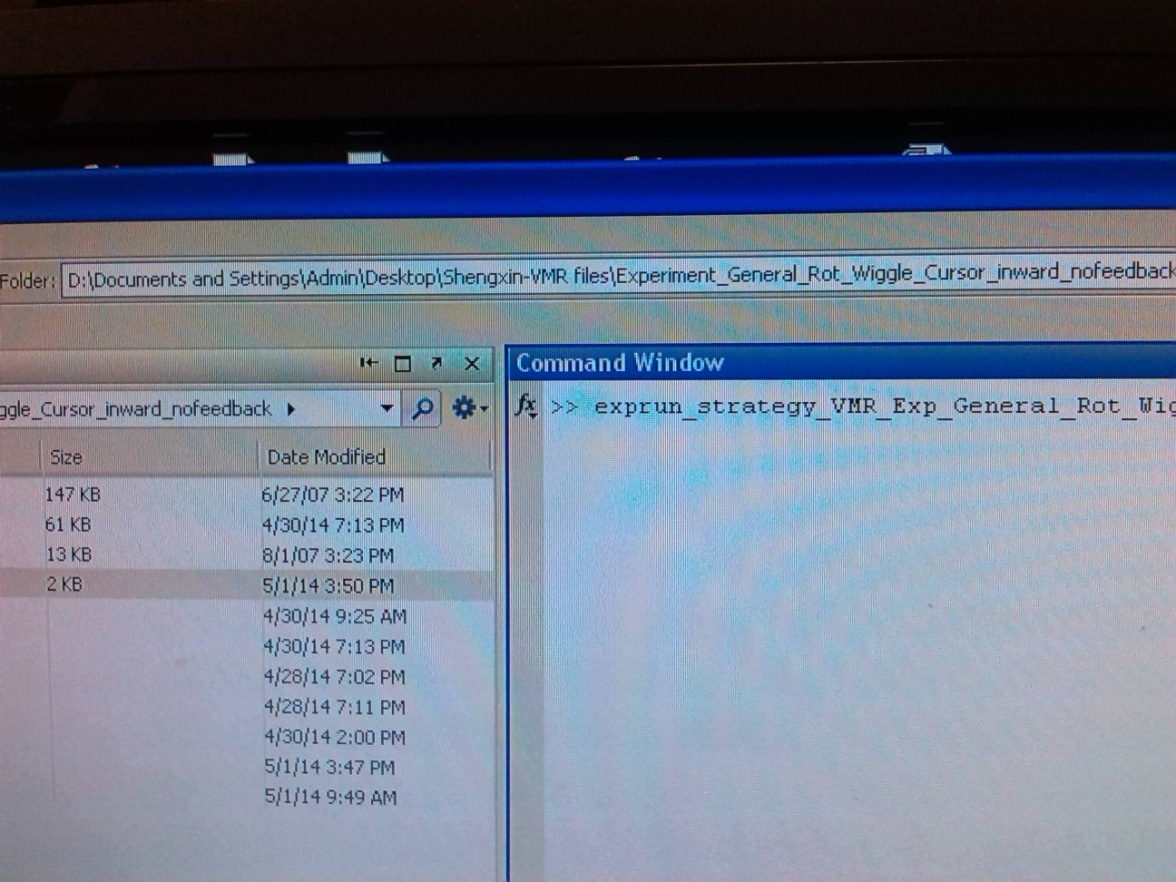 Folder: D:\Documents and Settings\Admin\Desktop\Shengxin-VMR files\Experiment_General_Rot_Wiggle_Cursor_inward_nofeedback
Command Window
ggle_Cursor_inward_nofeedback
fx >> exprun_strategy_VMR_Exp_General_Rot_Wig
Size Date Modified
147 KB 6/27/07 3:22 PM
61 KB 4/30/14 7:13 PM
13 KB 8/1/07 3:23 PM
2 KB 5/1/14 3:50 PM
4/30/14 9:25 AM
4/30/14 7:13 PM
4/28/14 7:02 PM
4/28/14 7:11 PM
4/30/14 2:00 PM
5/1/14 3:47 PM
5/1/14 9:49 AM